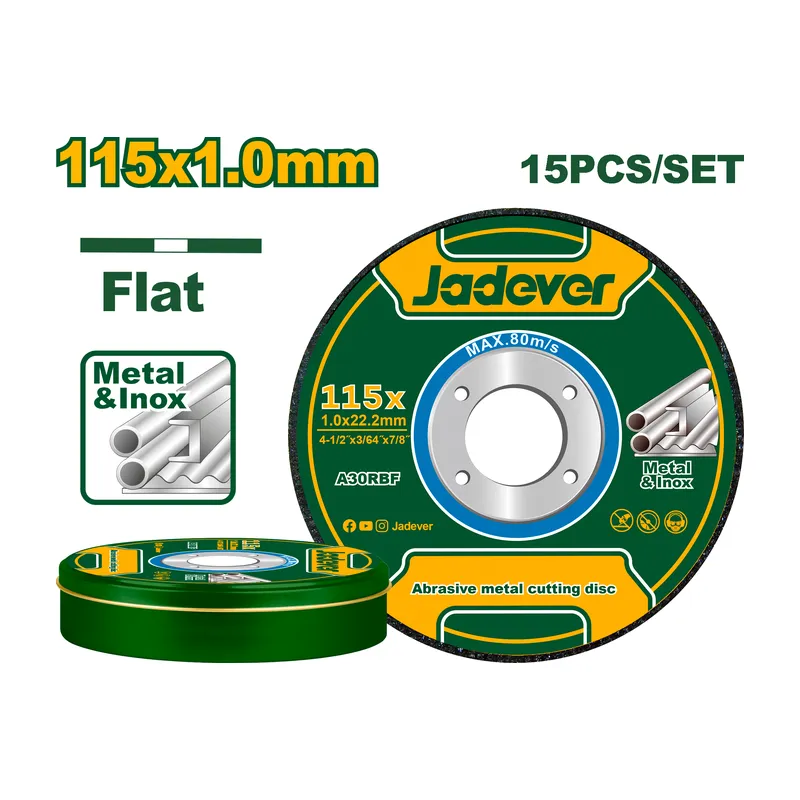 115x1.0mm
15PCS/SET
Flat
Metal
&Inox
Jadever
MAX.80m/s
115x
1.0x22.2mm
4-1/2"x3/64"x7/8"
A30RBF
Metal
&Inox
Jadever
Abrasive metal cutting disc
Jadever